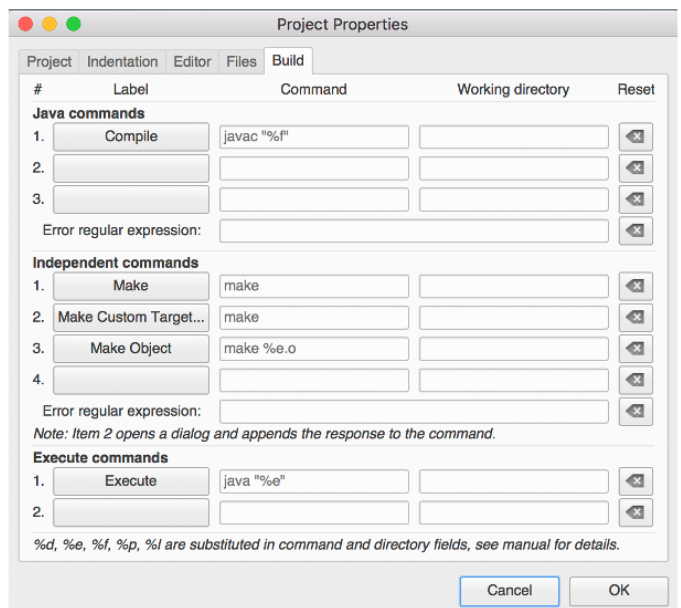 Project Properties
Project Indentation Editor Files Build
# Label Command Working directory Reset
Java commands
1. Compile javac "%f"
2.
3.
Error regular expression:
Independent commands
1. Make make
2. Make Custom Target... make
3. Make Object make %e.o
4.
Error regular expression:
Note: Item 2 opens a dialog and appends the response to the command.
Execute commands
1. Execute java "%e"
2.
%d, %e, %f, %p, %l are substituted in command and directory fields, see manual for details.
Cancel OK